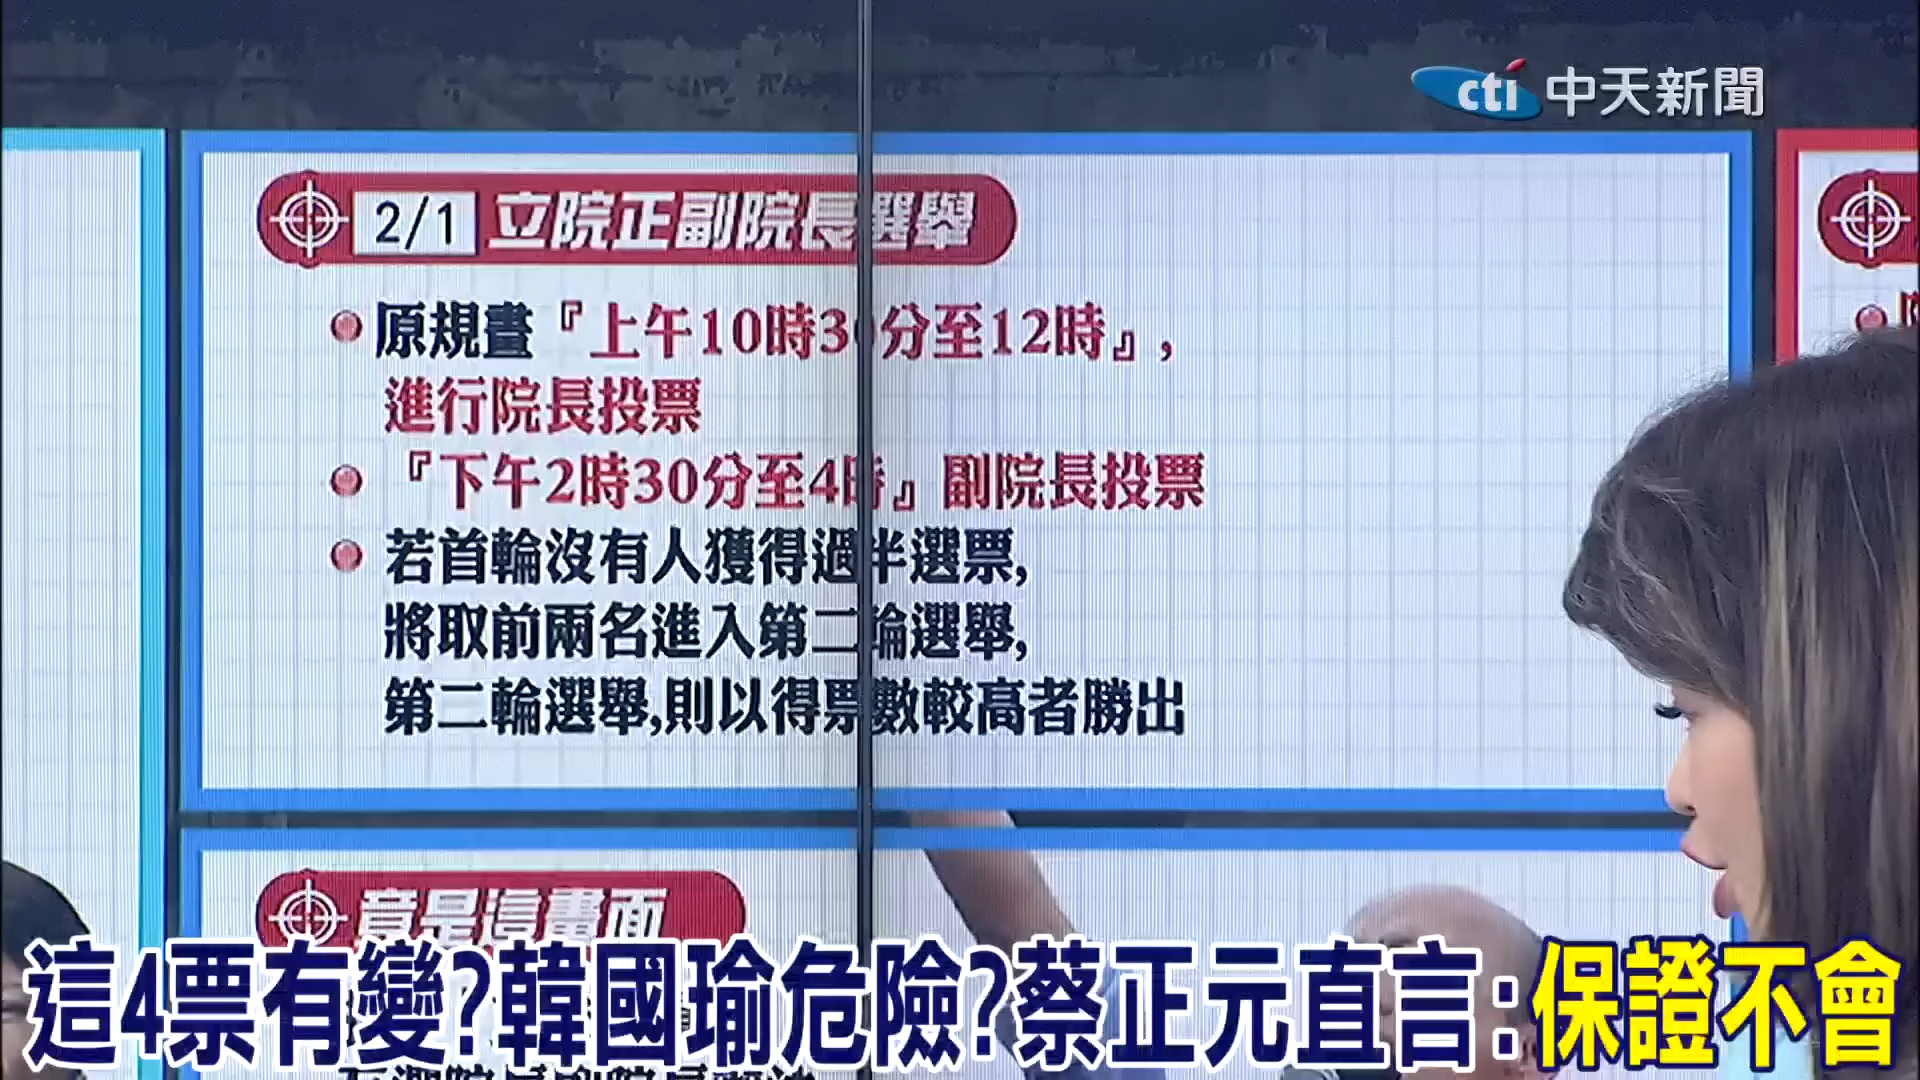 cti 中天新聞
2/1 立院正副院長選舉
原規畫『上午10時30分至12時』,
進行院長投票
『下午2時30分至4時』副院長投票
若首輪沒有人獲得過半選票,
將取前兩名進入第二輪選舉,
第二輪選舉,則以得票數較高者勝出
竟是這畫面
這4票有變?韓國瑜危險?蔡正元直言:保證不會